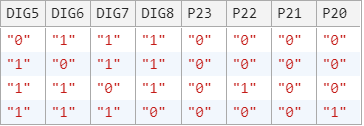 DIG5 DIG6 DIG7 DIG8 P23 P22 P21 P20
"0" "1" "1" "1" "0" "0" "0" "0"
"1" "0" "1" "1" "0" "0" "0" "0"
"1" "1" "0" "1" "0" "1" "0" "0"
"1" "1" "1" "0" "0" "0" "0" "1"